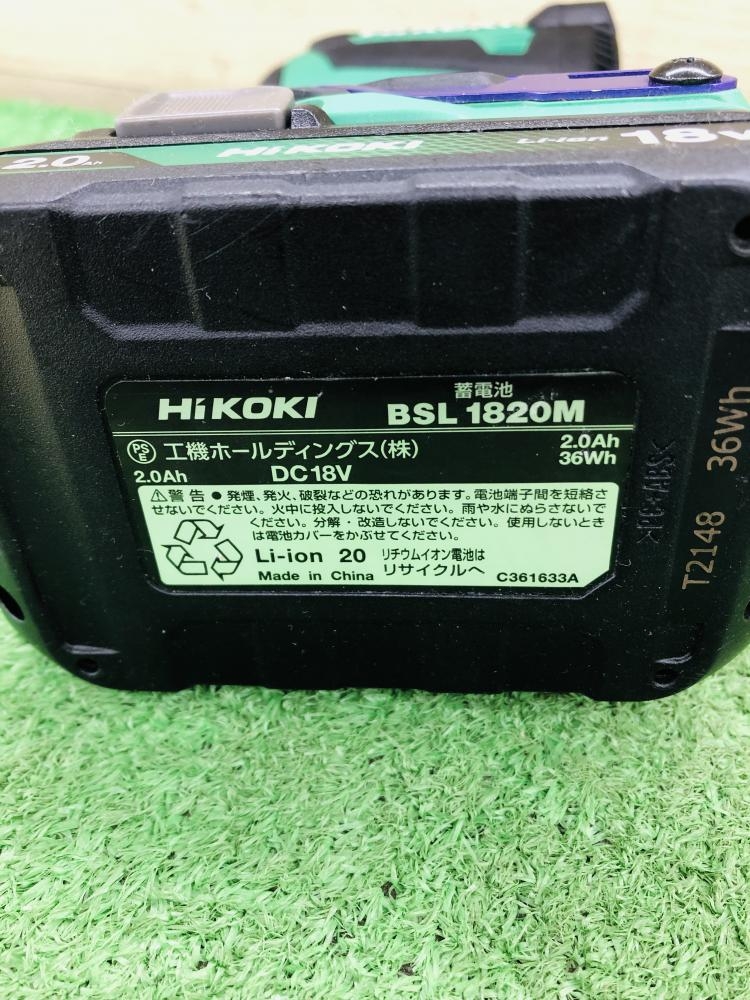 2.0Ah HiKOKI Li-ion 18V
蓄電池
HiKOKI BSL 1820M
PSE 工機ホールディングス(株) 2.0Ah
2.0Ah DC18V 36Wh
⚠警告 ● 発煙、発火、破裂などの恐れがあります。電池端子間を短絡さ
せないでください。火中に投入しないでください。雨や水にぬらさないで
ください。分解・改造しないでください。使用しないとき
は電池カバーをかぶせてください。
Li-ion 20 リチウムイオン電池は
Made in China リサイクルへ C361633A
T2148 36Wh